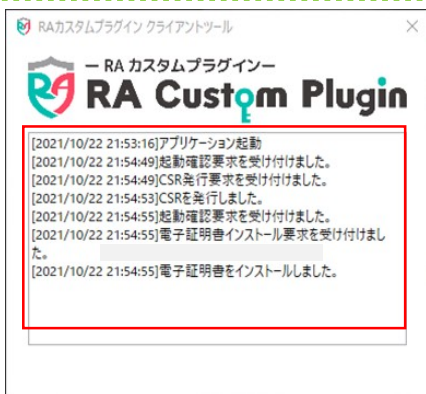 RAカスタムプラグイン クライアントツール
― RA カスタムプラグイン―
RA Custom Plugin
[2021/10/22 21:53:16]アプリケーション起動
[2021/10/22 21:54:49]起動確認要求を受け付けました。
[2021/10/22 21:54:49]CSR発行要求を受け付けました。
[2021/10/22 21:54:53]CSRを発行しました。
[2021/10/22 21:54:55]起動確認要求を受け付けました。
[2021/10/22 21:54:55]電子証明書インストール要求を受け付けまし
た。
[2021/10/22 21:54:55]電子証明書をインストールしました。